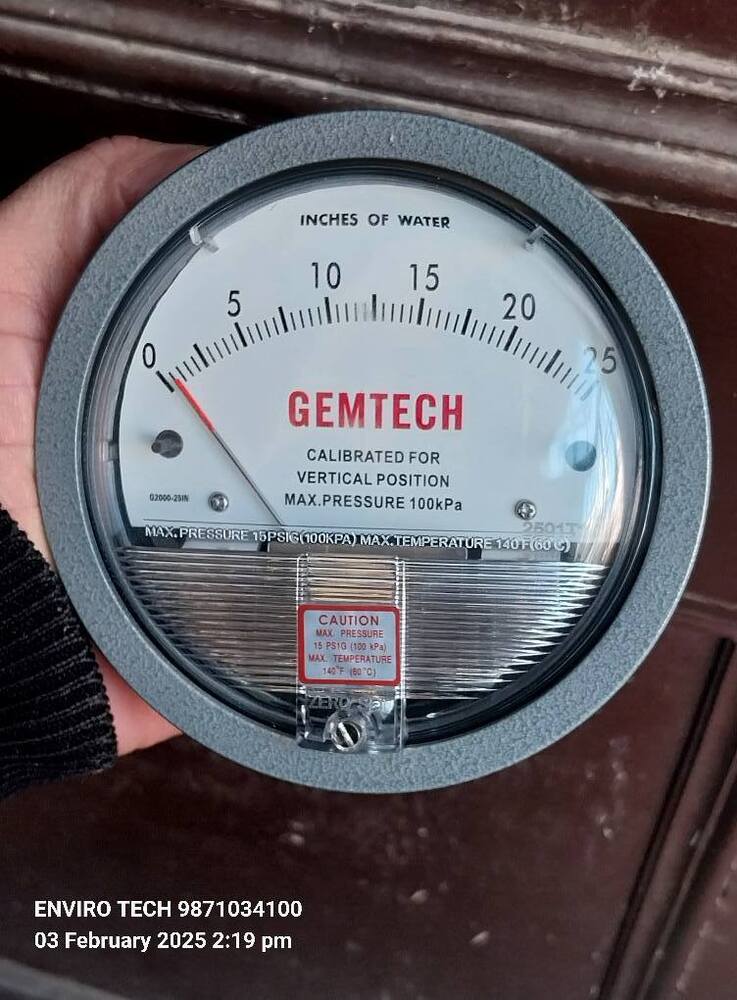 INCHES OF WATER
0 5 10 15 20 25
GEMTECH
CALIBRATED FOR
VERTICAL POSITION
MAX.PRESSURE 100kPa
G2000-25IN
MAX.PRESSURE 15PSIG(100KPA) MAX.TEMPERATURE 140°F(60°C)
CAUTION
MAX. PRESSURE
15 PS1G (100 kPa)
MAX. TEMPERATURE
140°F (60°C)
ENVIRO TECH 9871034100
03 February 2025 2:19 pm